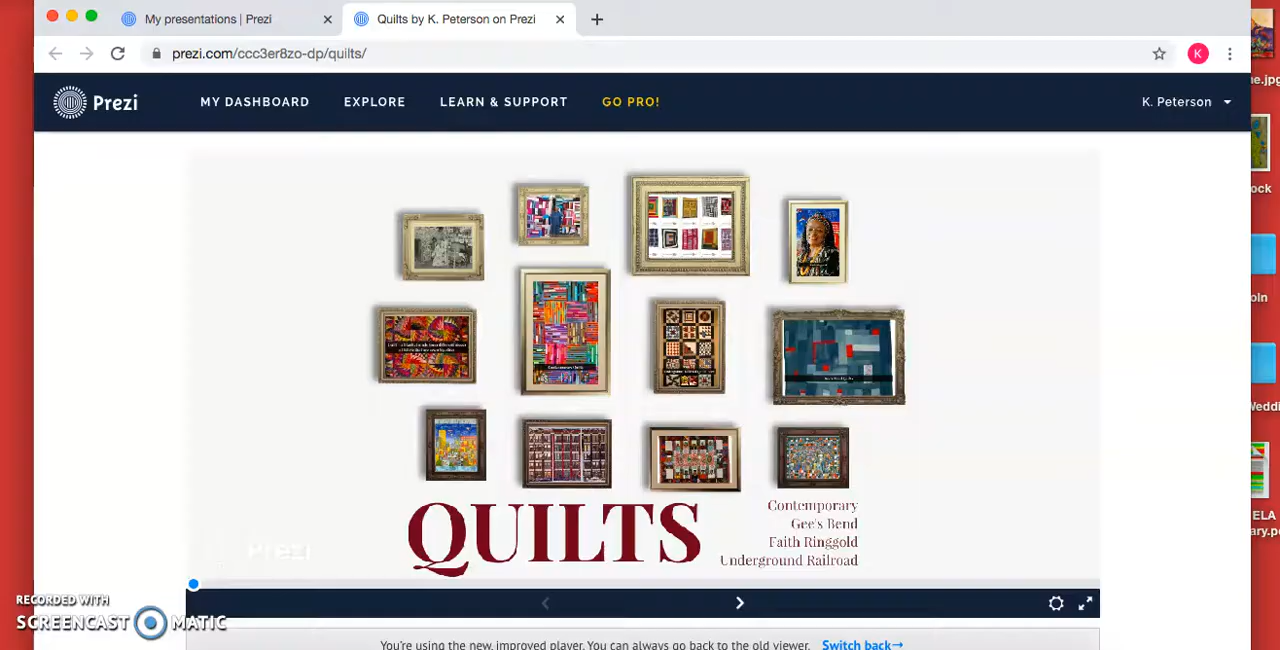 My presentations | Prezi
Quilts by K. Peterson on Prezi
prezi.com/ccc3er8zo-dp/quilts/
K
Prezi
MY DASHBOARD
EXPLORE
LEARN & SUPPORT
GO PRO!
K. Peterson
QUILTS
Contemporary
Gee's Bend
Faith Ringgold
Underground Railroad
Prezi
You're using the new, improved player. You can always go back to the old viewer. Switch back→
RECORDED WITH
SCREENCAST MATIC